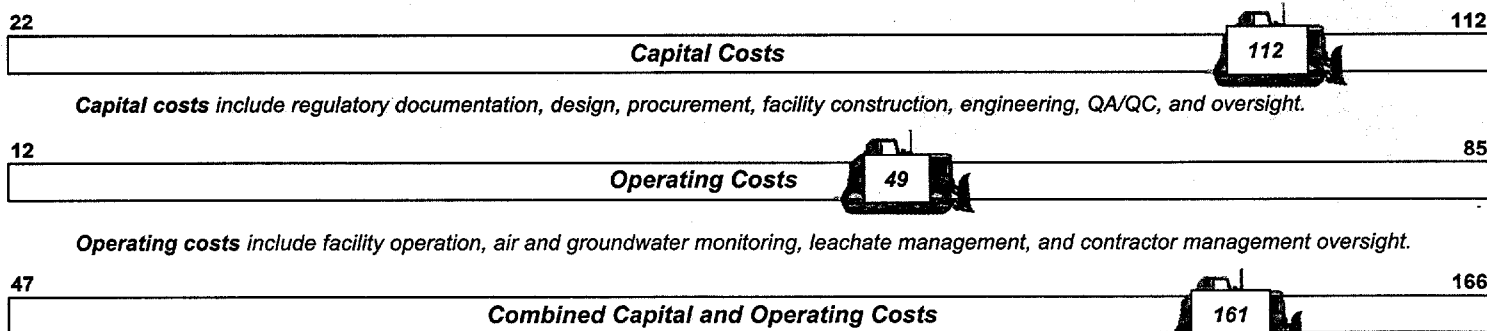 22 112
Capital Costs 112
Capital costs include regulatory documentation, design, procurement, facility construction, engineering, QA/QC, and oversight.
12 85
Operating Costs 49
Operating costs include facility operation, air and groundwater monitoring, leachate management, and contractor management oversight.
47 166
Combined Capital and Operating Costs 161